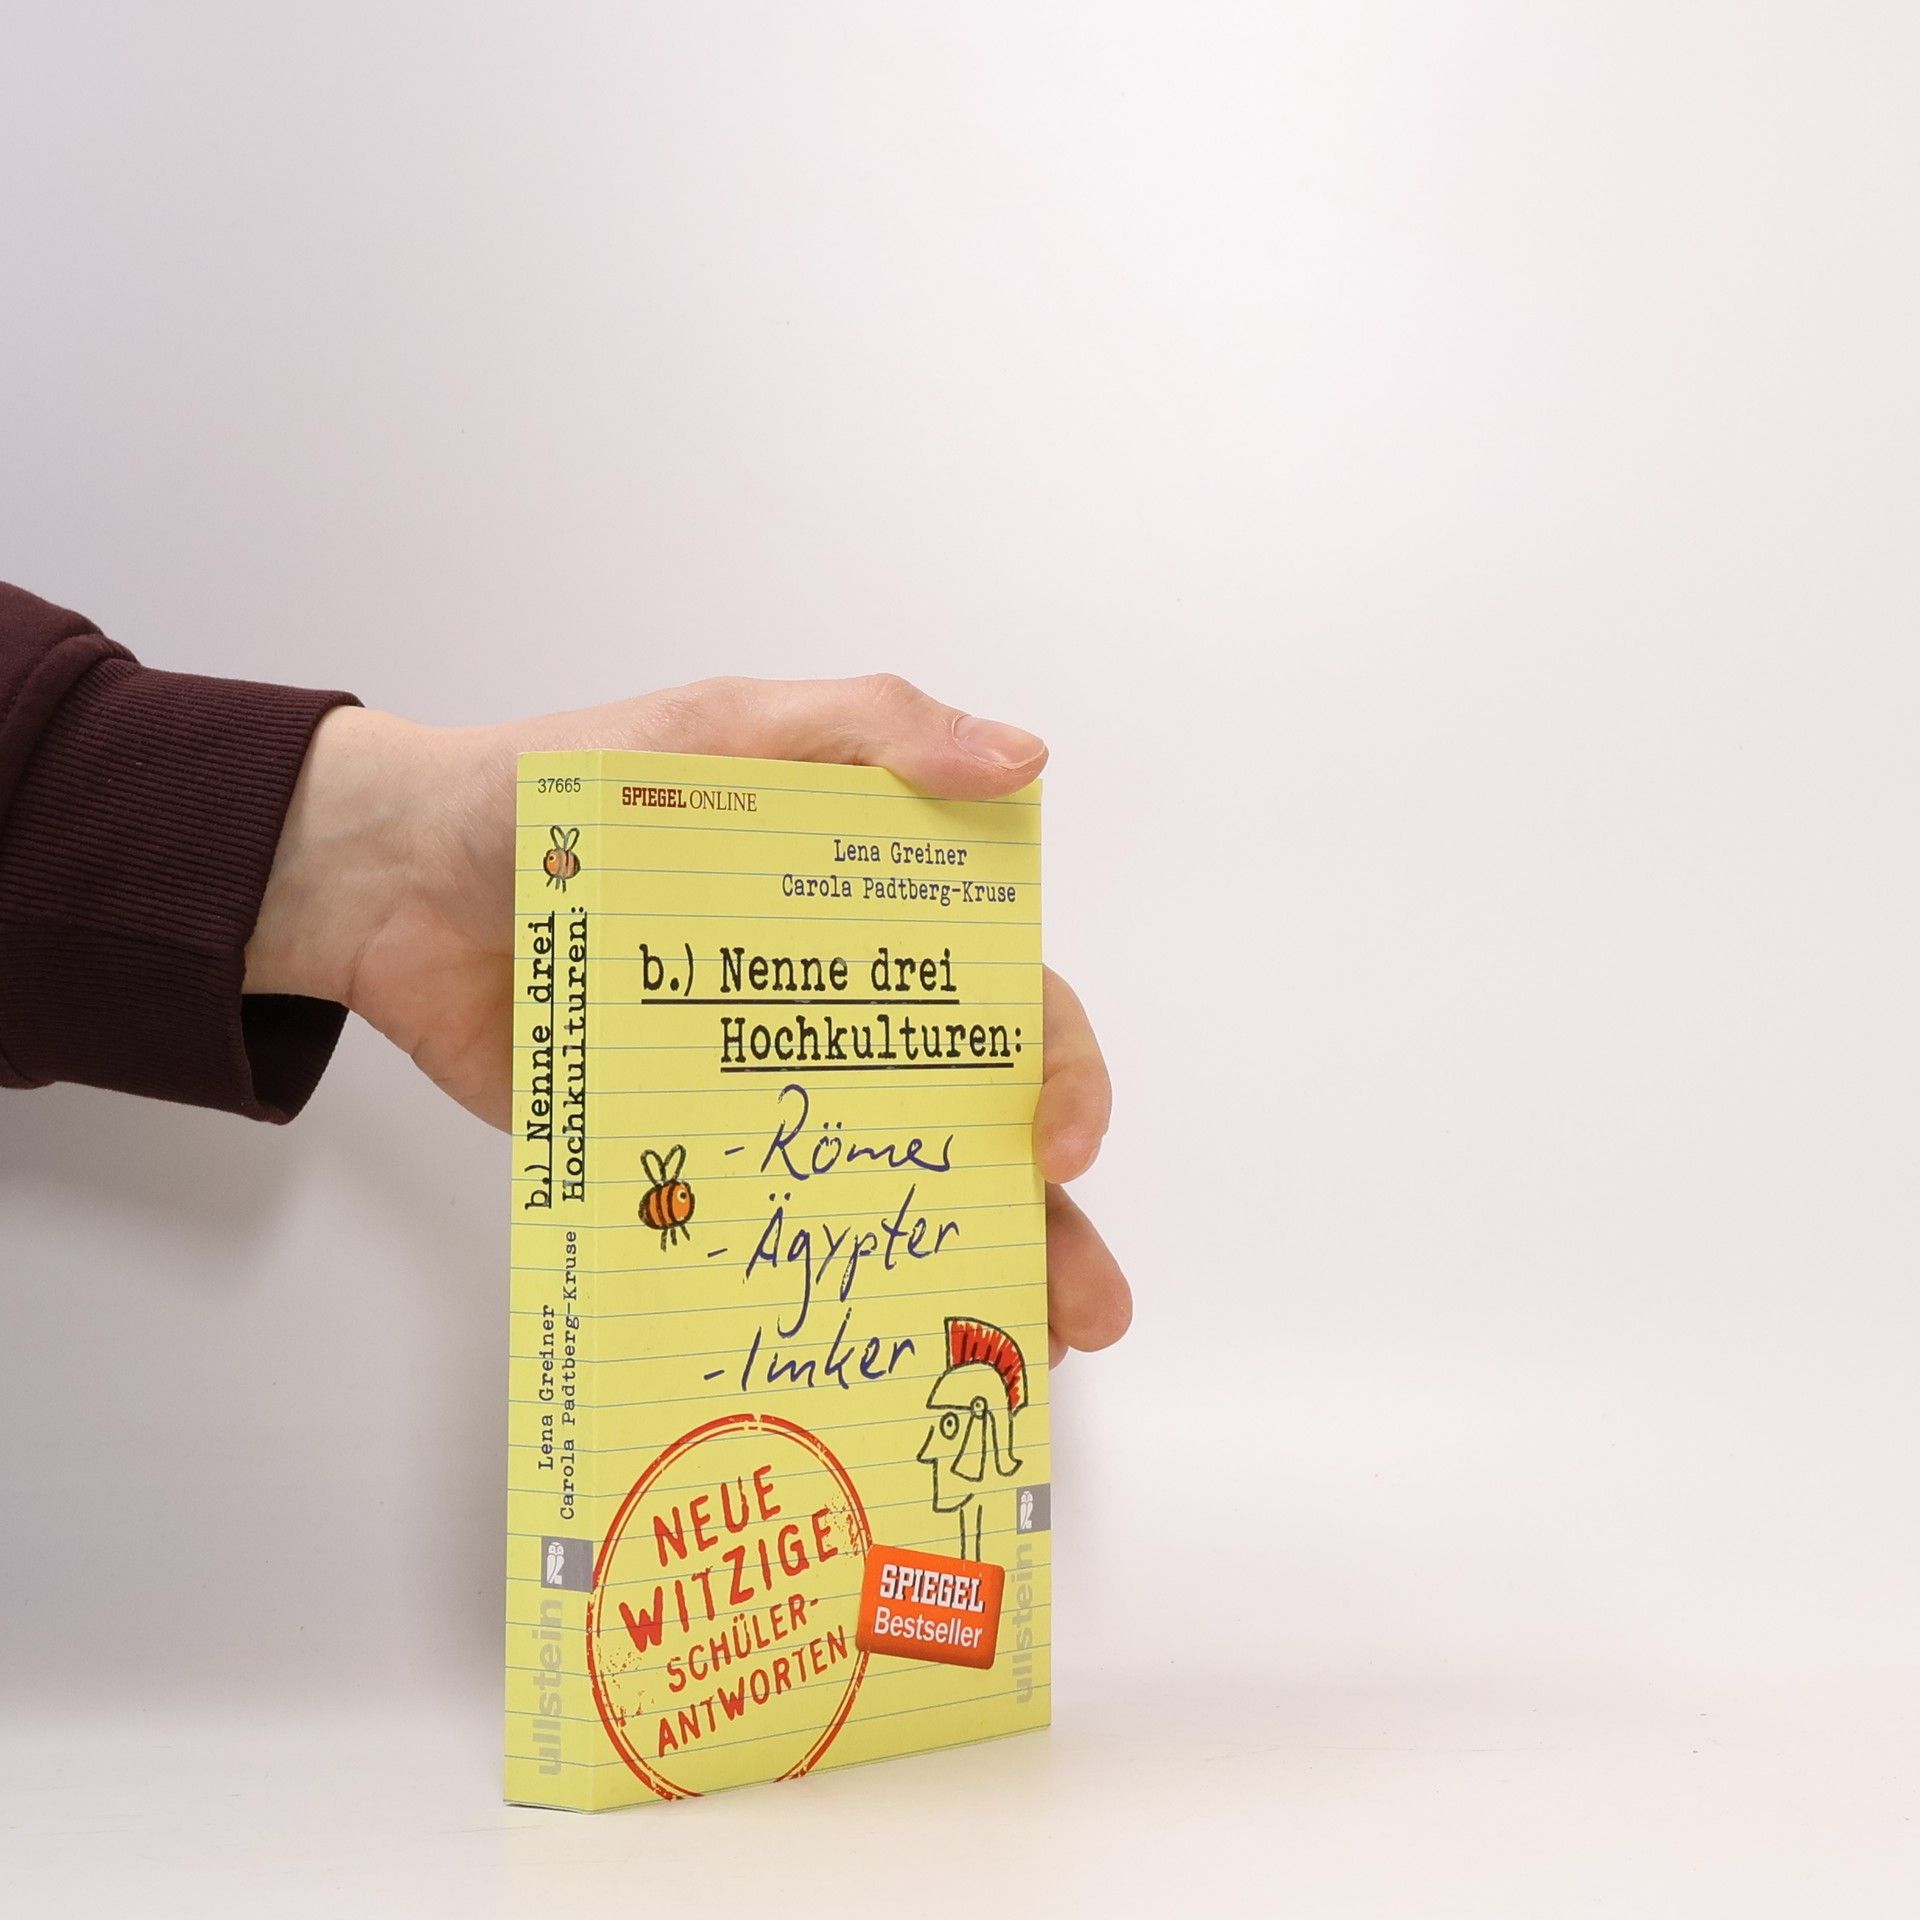 37665
b.) Nenne drei
Hochkulturen:
Lena Greiner
Carola Padtberg-Kruse
ullstein
SPIEGEL ONLINE
Lena Greiner
Carola Padtberg-Kruse
b.) Nenne drei
Hochkulturen:
- Römer
- Ägypter
- Imker
NEUE
WITZIGE
SCHÜLER-
ANTWORTEN
SPIEGEL
Bestseller
ullstein